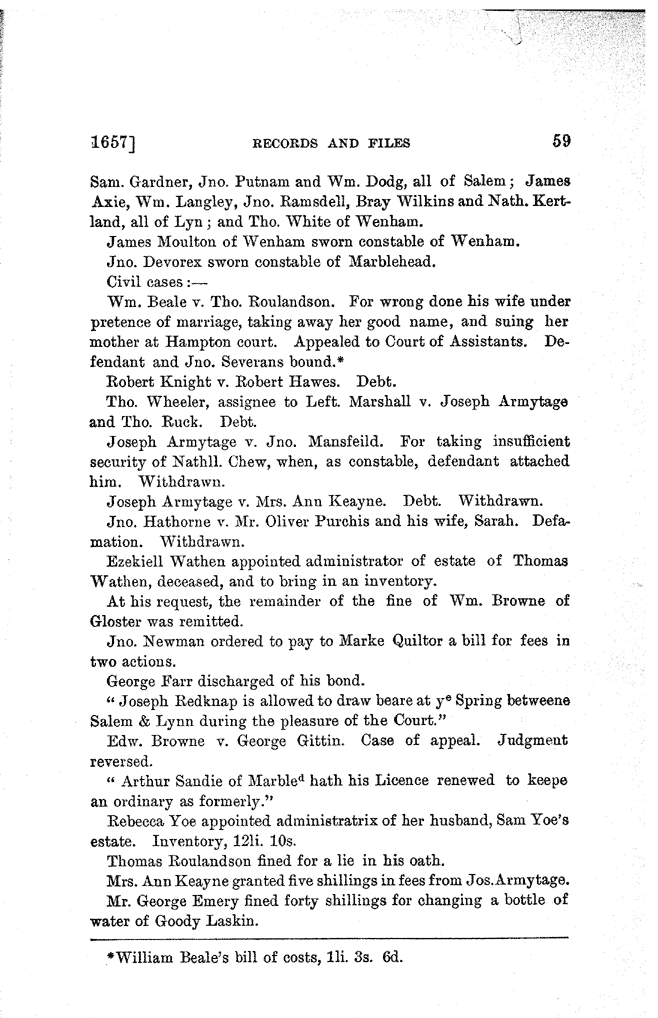 1657] RECORDS AND FILES 59
Sam. Gardner, Jno. Putnam and Wm. Dodg, all of Salem; James
Axie, Wm. Langley, Jno. Ramsdell, Bray Wilkins and Nath. Kert-
land, all of Lyn; and Tho. White of Wenham.
James Moulton of Wenham sworn constable of Wenham.
Jno. Devorex sworn constable of Marblehead.
Civil cases:—
Wm. Beale v. Tho. Roulandson. For wrong done his wife under
pretence of marriage, taking away her good name, and suing her
mother at Hampton court. Appealed to Court of Assistants. De-
fendant and Jno. Severans bound.*
Robert Knight v. Robert Hawes. Debt.
Tho. Wheeler, assignee to Left. Marshall v. Joseph Armytage
and Tho. Ruck. Debt.
Joseph Armytage v. Jno. Mansfeild. For taking insufficient
security of Nathll. Chew, when, as constable, defendant attached
him. Withdrawn.
Joseph Armytage v. Mrs. Ann Keayne. Debt. Withdrawn.
Jno. Hathorne v. Mr. Oliver Purchis and his wife, Sarah. Defa-
mation. Withdrawn.
Ezekiell Wathen appointed administrator of estate of Thomas
Wathen, deceased, and to bring in an inventory.
At his request, the remainder of the fine of Wm. Browne of
Gloster was remitted.
Jno. Newman ordered to pay to Marke Quiltor a bill for fees in
two actions.
George Farr discharged of his bond.
"Joseph Redknap is allowed to draw beare at yᵉ Spring betweene
Salem & Lynn during the pleasure of the Court."
Edw. Browne v. George Gittin. Case of appeal. Judgment
reversed.
"Arthur Sandie of Marbleᵈ hath his Licence renewed to keepe
an ordinary as formerly."
Rebecca Yoe appointed administratrix of her husband, Sam Yoe's
estate. Inventory, 12li. 10s.
Thomas Roulandson fined for a lie in his oath.
Mrs. Ann Keayne granted five shillings in fees from Jos. Armytage.
Mr. George Emery fined forty shillings for changing a bottle of
water of Goody Laskin.
*William Beale's bill of costs, 1li. 3s. 6d.